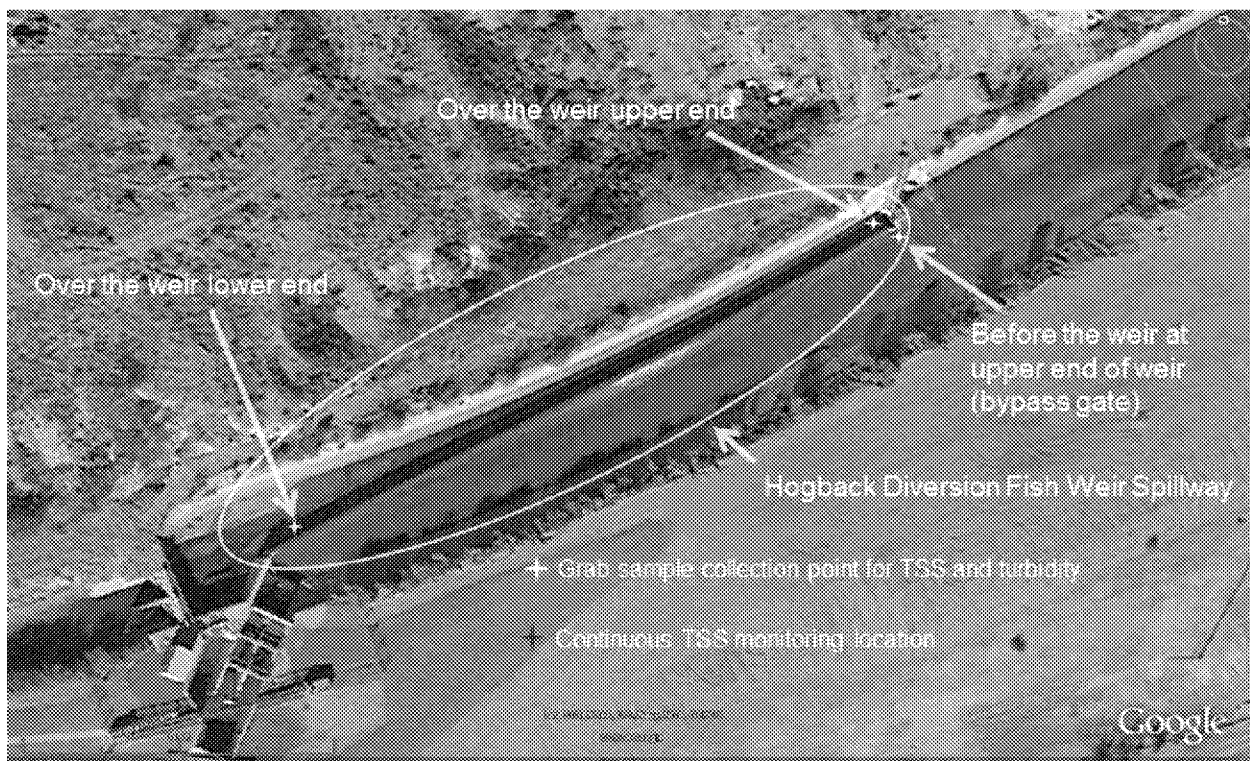 Over the weir upper end
Over the weir lower end
Before the weir at
upper end of weir
(bypass gate)
Hogback Diversion Fish Weir Spillway
Grab sample collection point for TSS and turbidity
Continuous TSS monitoring location
Google